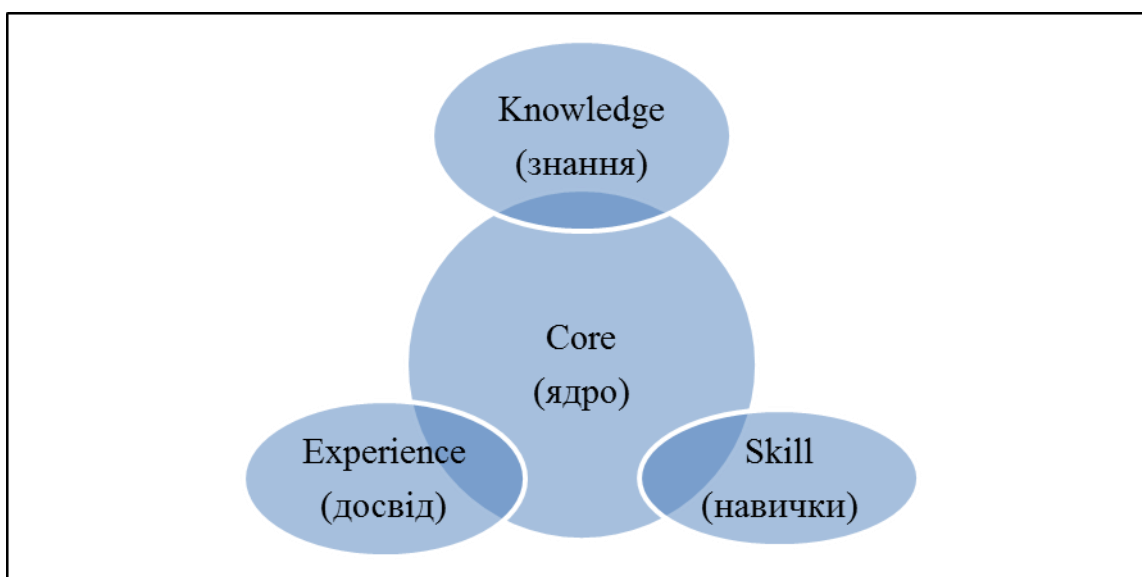 Knowledge
(знання)
Core
(ядро)
Experience
(досвід)
Skill
(навички)